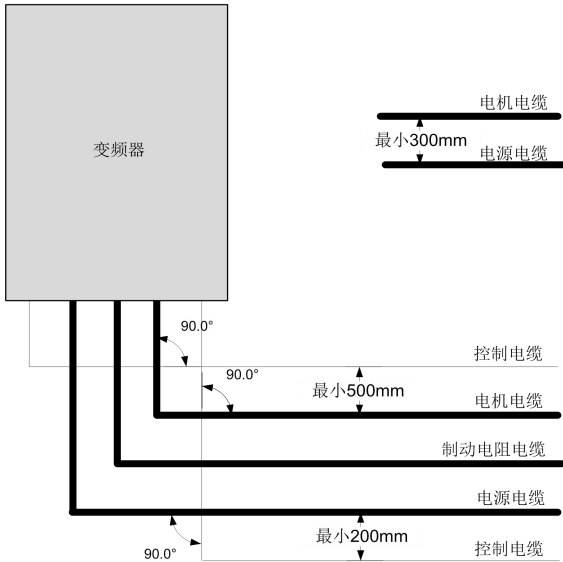 电机电缆
变频器
最小300mm
电源电缆
90.0°
控制电缆
90.0°
最小500mm
电机电缆
制动电阻电缆
电源电缆
最小200mm
90.0°
控制电缆